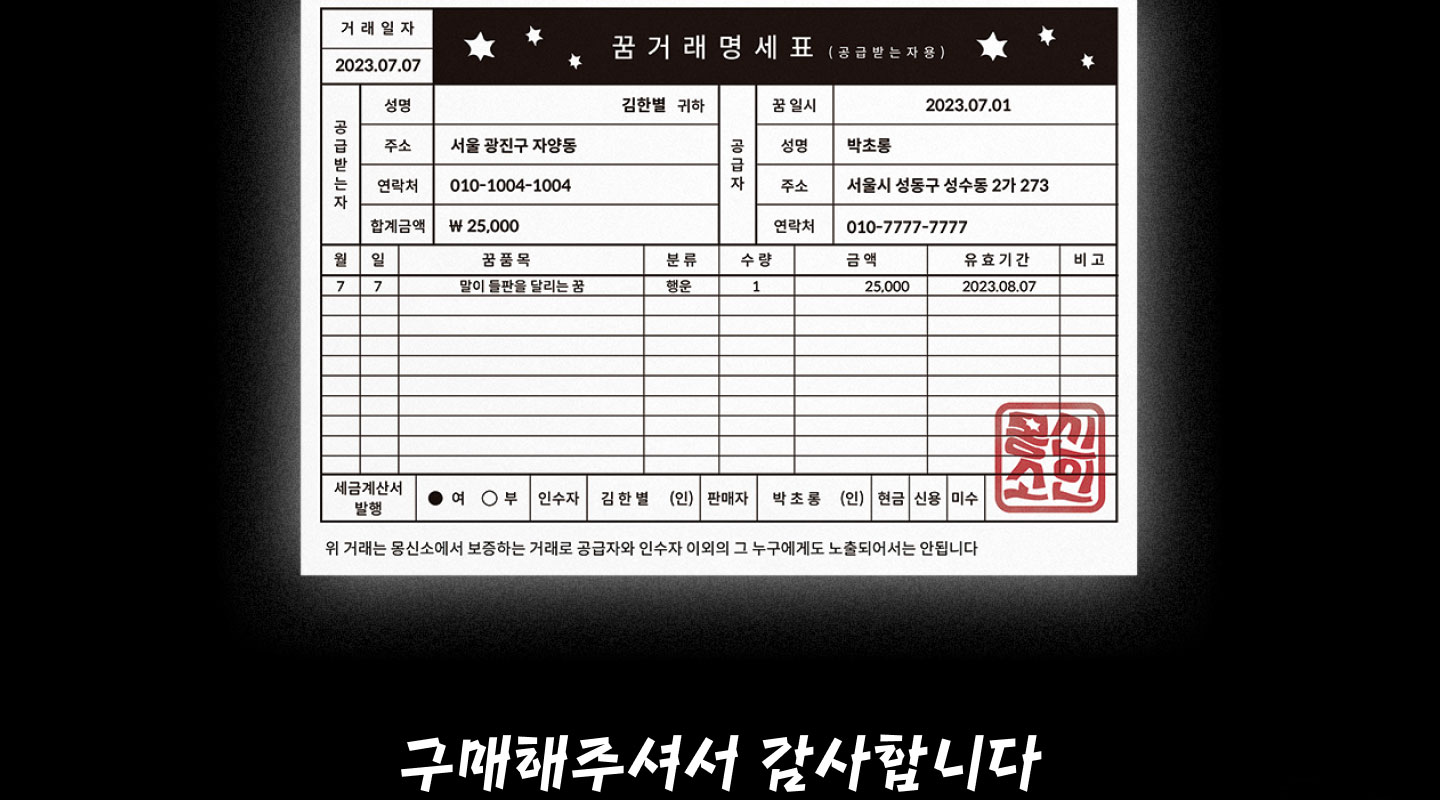 거래일자
2023.07.07
꿈거래명세표 (공급받는자용)
공급받는자
성명 김한별 귀하
주소 서울 광진구 자양동
연락처 010-1004-1004
합계금액 ₩ 25,000
공급자
꿈 일시 2023.07.01
성명 박초롱
주소 서울시 성동구 성수동 2가 273
연락처 010-7777-7777
월 일 꿈품목 분류 수량 금액 유효기간 비고
7 7 말이 들판을 달리는 꿈 행운 1 25,000 2023.08.07
세금계산서
발행
● 여 ○ 부 인수자 김한별 (인) 판매자 박초롱 (인) 현금 신용 미수
몽신
소인
위 거래는 몽신소에서 보증하는 거래로 공급자와 인수자 이외의 그 누구에게도 노출되어서는 안됩니다
구매해주셔서 감사합니다